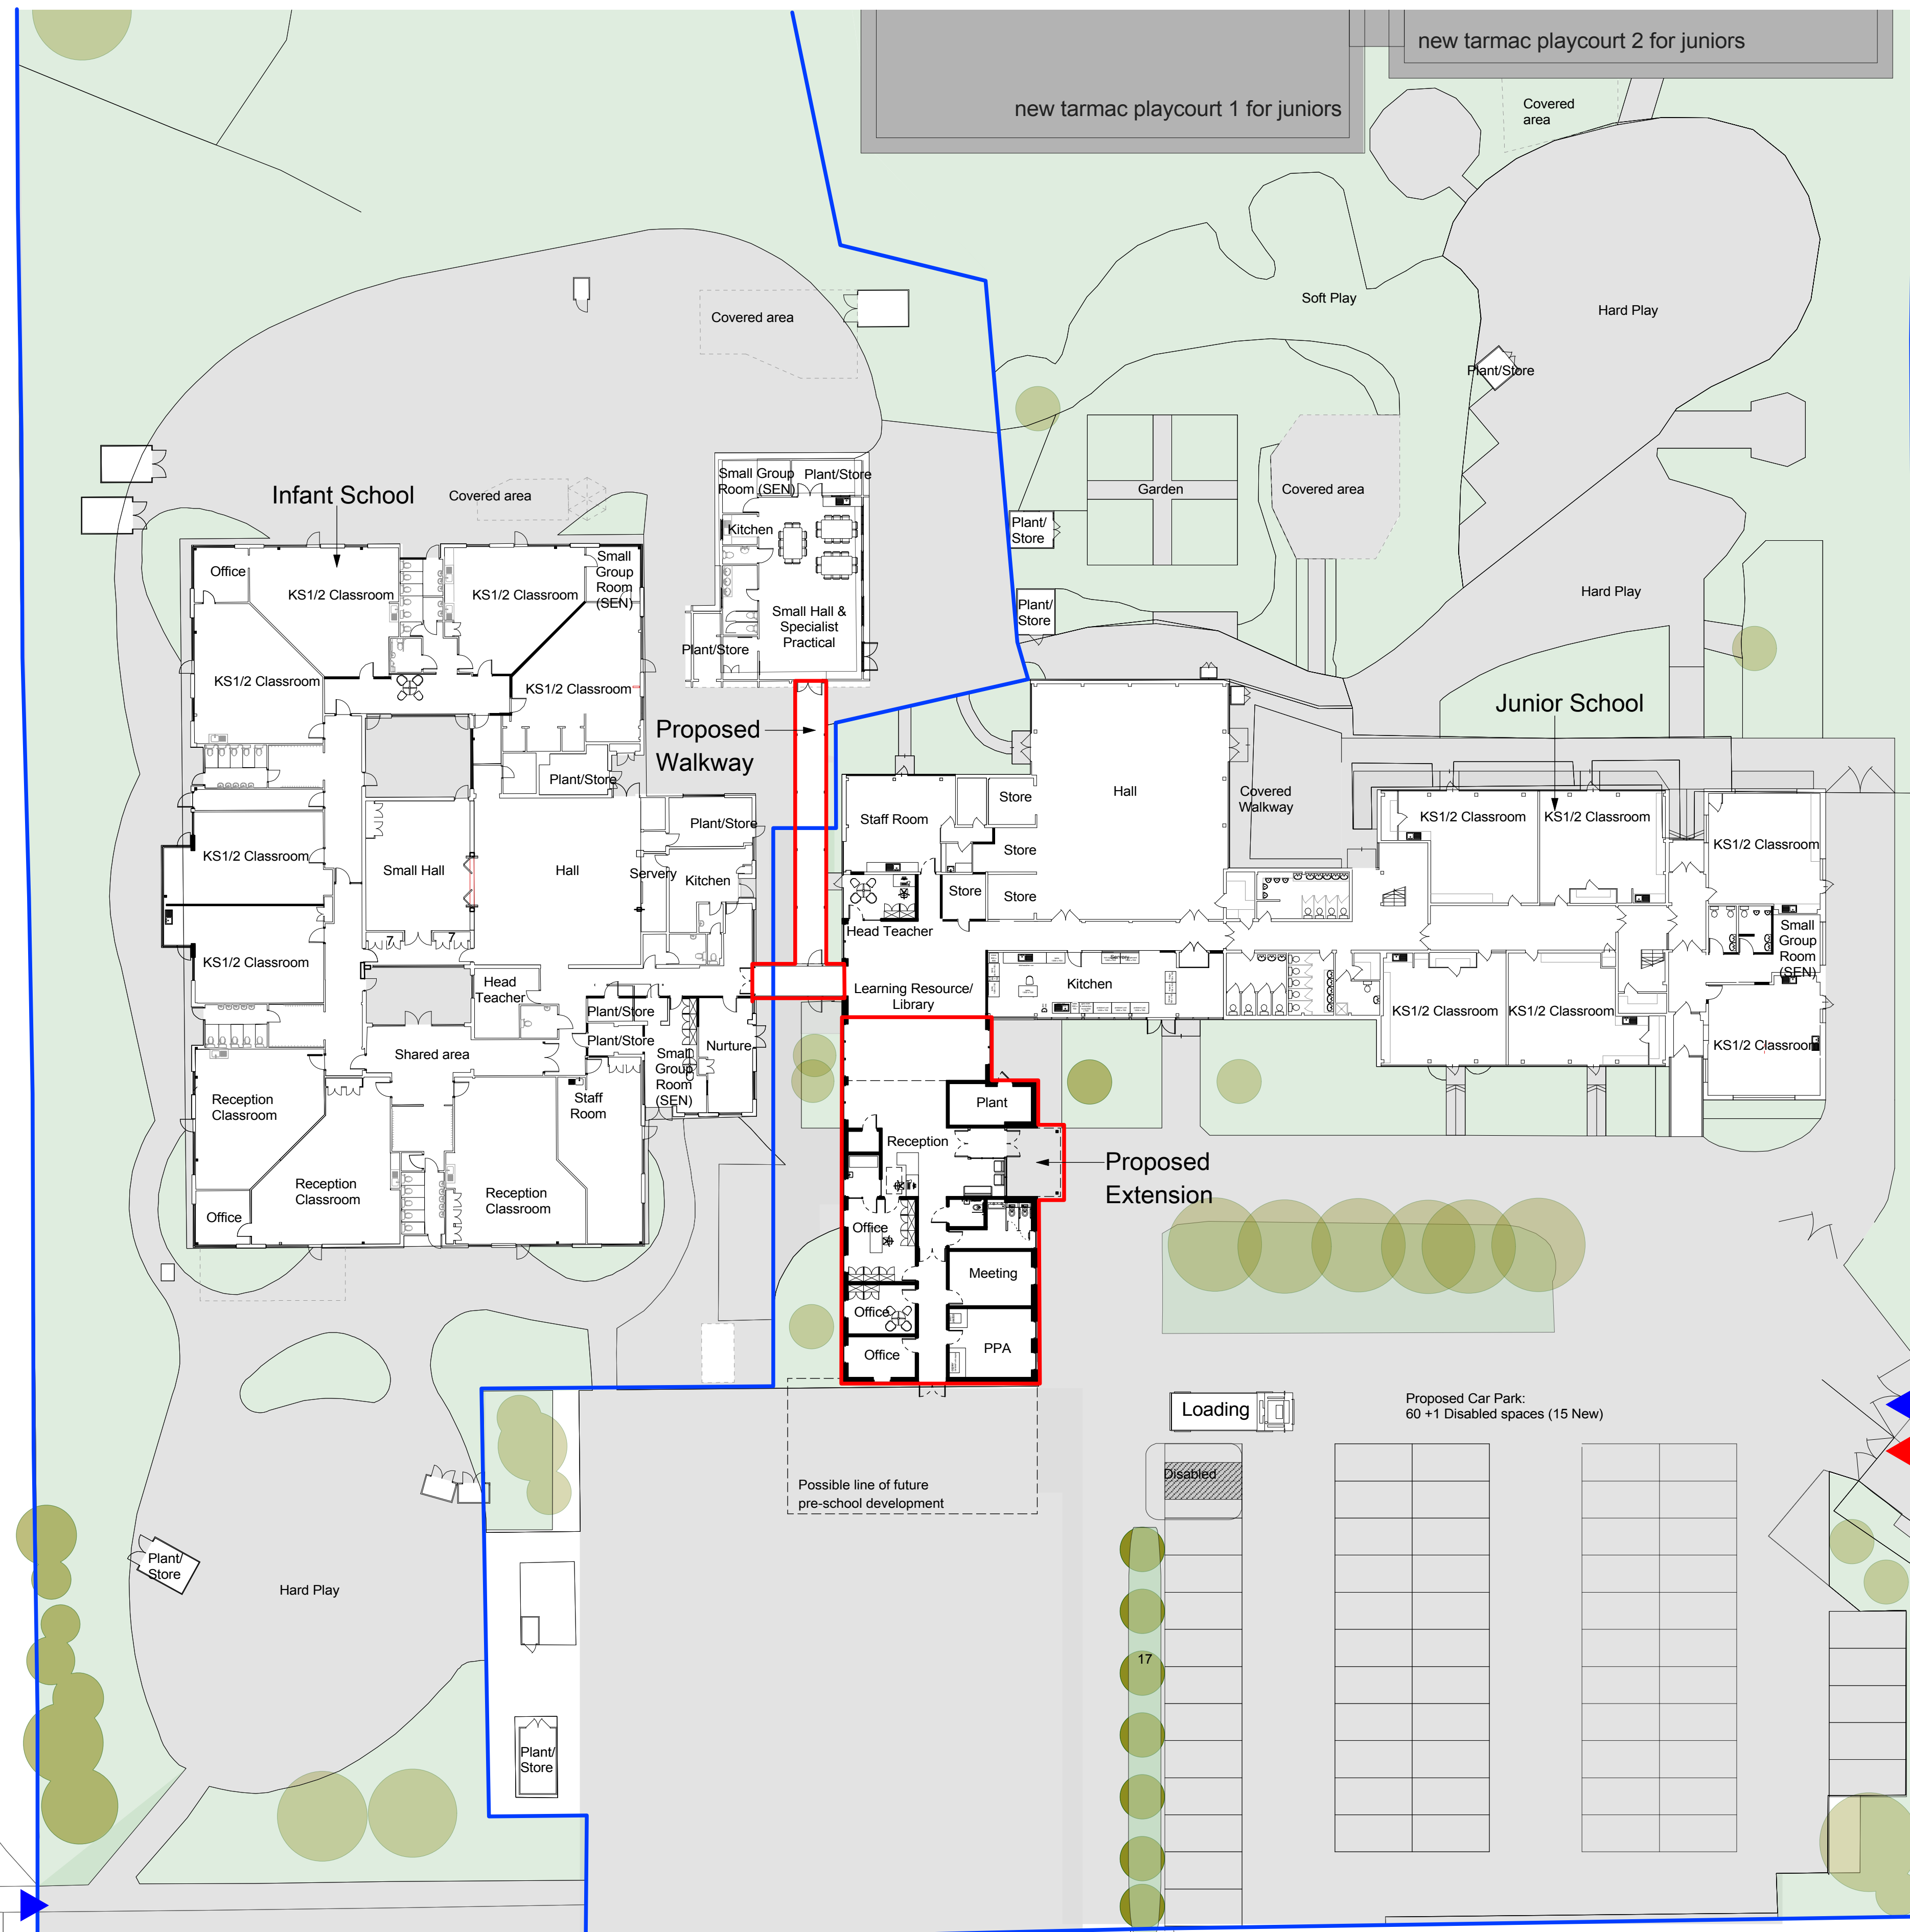 new tarmac playcourt 2 for juniors
new tarmac playcourt 1 for juniors
Covered
area
Soft Play
Hard Play
Covered area
Plant/Store
Infant School
Covered area
Small Group
Room (SEN)
Plant/Store
Kitchen
Small Hall &
Specialist
Practical
Plant/Store
Garden
Covered area
Plant/
Store
Plant/
Store
Hard Play
Office
KS1/2 Classroom
KS1/2 Classroom
Small
Group
Room
(SEN)
KS1/2 Classroom
KS1/2 Classroom
Proposed
Walkway
Junior School
Plant/Store
Plant/Store
KS1/2 Classroom
Small Hall
Hall
Servery
Kitchen
KS1/2 Classroom
7
7
Head
Teacher
Plant/Store
Plant/Store
Shared area
Small
Group
Room
(SEN)
Nurture
Reception
Classroom
Staff
Room
Reception
Classroom
Reception
Classroom
Office
Staff Room
Store
Store
Store
Store
Hall
Covered
Walkway
Head Teacher
Learning Resource/
Library
Kitchen
Servery
KS1/2 Classroom
KS1/2 Classroom
KS1/2 Classroom
Small
Group
Room
(SEN)
KS1/2 Classroom
KS1/2 Classroom
KS1/2 Classroom
Plant
Reception
Proposed
Extension
Office
Meeting
Office
PPA
Office
Possible line of future
pre-school development
Loading
Proposed Car Park:
60 +1 Disabled spaces (15 New)
Disabled
17
Plant/
Store
Hard Play
Plant/
Store